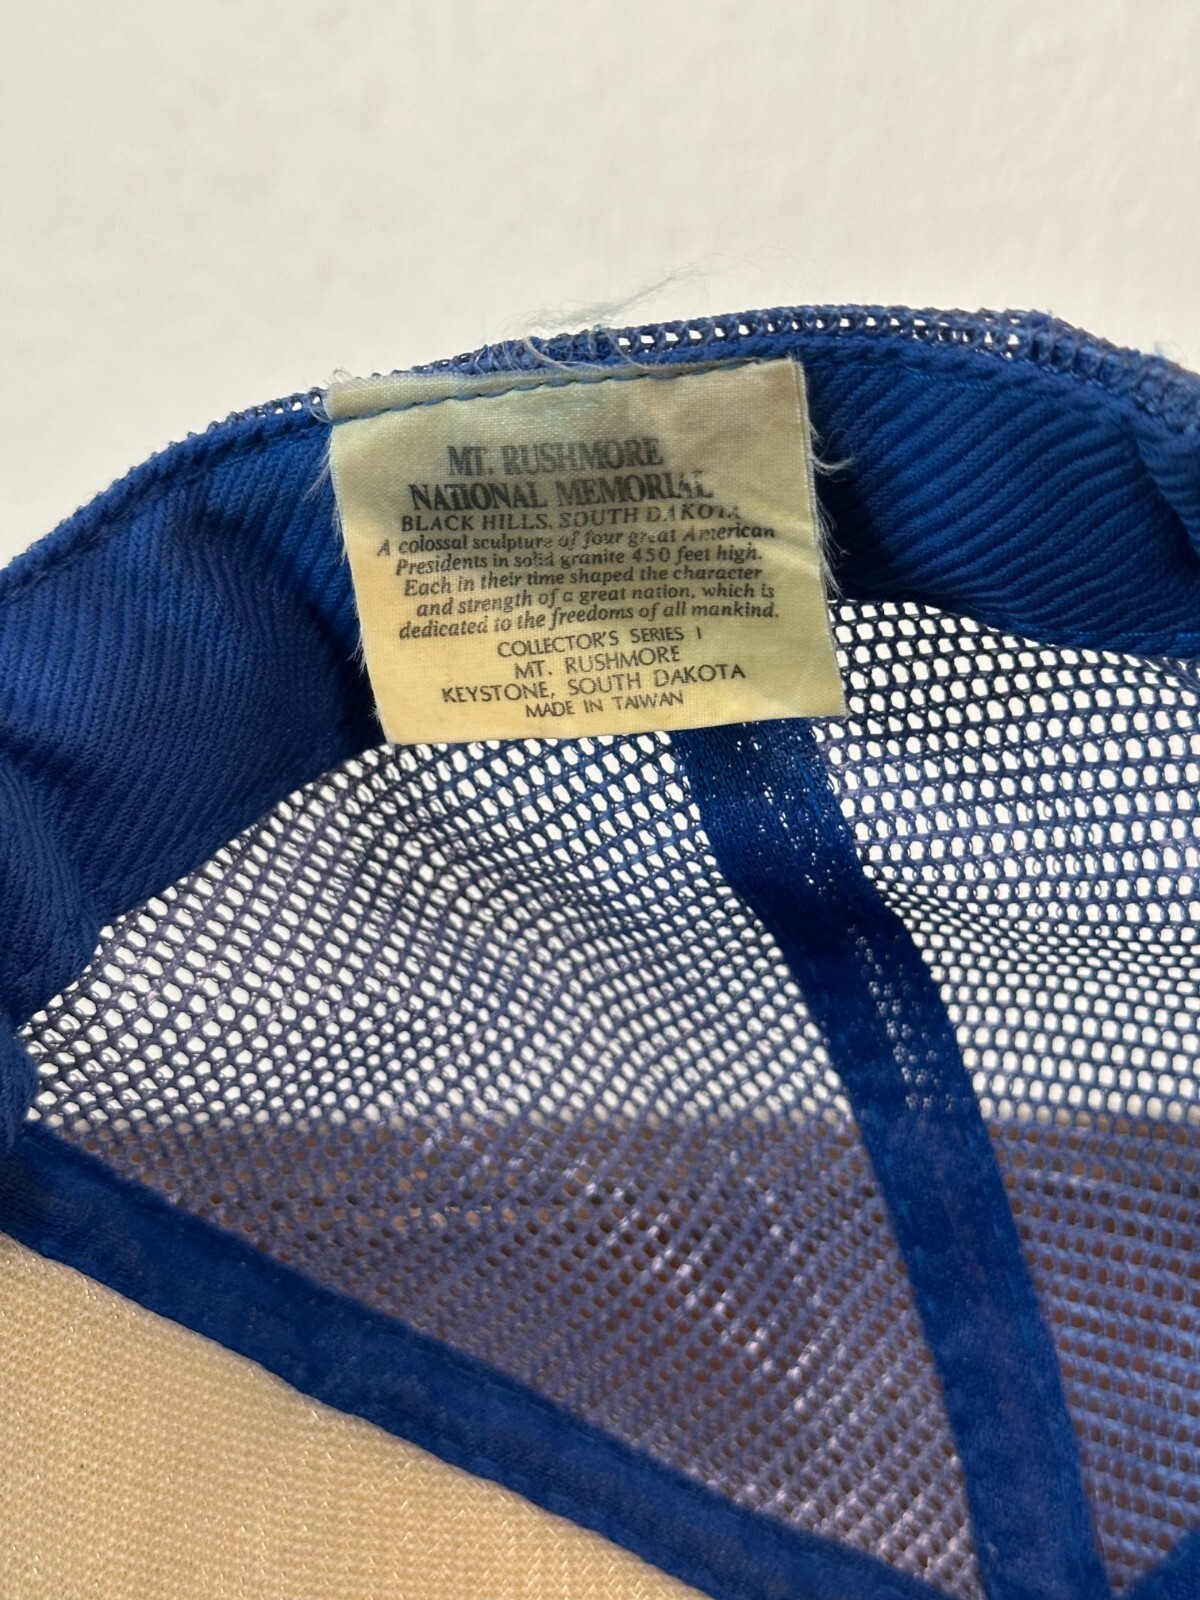 MT. RUSHMORE
NATIONAL MEMORIAL
BLACK HILLS, SOUTH DAKOTA
A colossal sculpture of four great American
Presidents in solid granite 450 feet high.
Each in their time shaped the character
and strength of a great nation, which is
dedicated to the freedoms of all mankind.
COLLECTOR'S SERIES I
MT. RUSHMORE
KEYSTONE, SOUTH DAKOTA
MADE IN TAIWAN